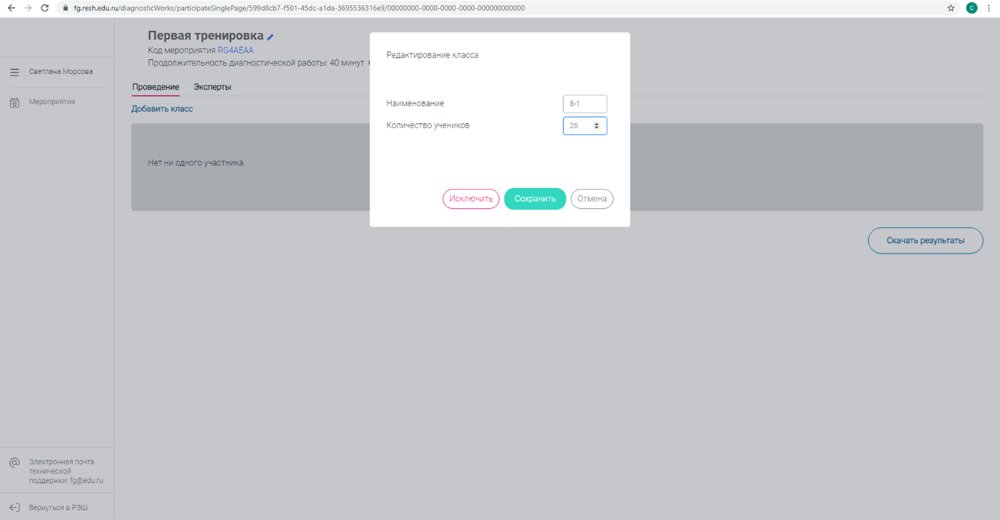 fg.resh.edu.ru/diagnosticWorks/participateSinglePage/599d8cb7-f501-45dc-a1da-3695536316e9/00000000-0000-0000-0000-000000000000
C
Светлана Морсова
Мероприятия
Первая тренировка
Код мероприятия RG4AEAA
Продолжительность диагностической работы: 40 минут
Проведение Эксперты
Добавить класс
Нет ни одного участника.
Редактирование класса
Наименование 8-1
Количество учеников 26
Исключить Сохранить Отмена
Скачать результаты
Электронная почта
технической
поддержки: fg@edu.ru
Вернуться в РЭШ